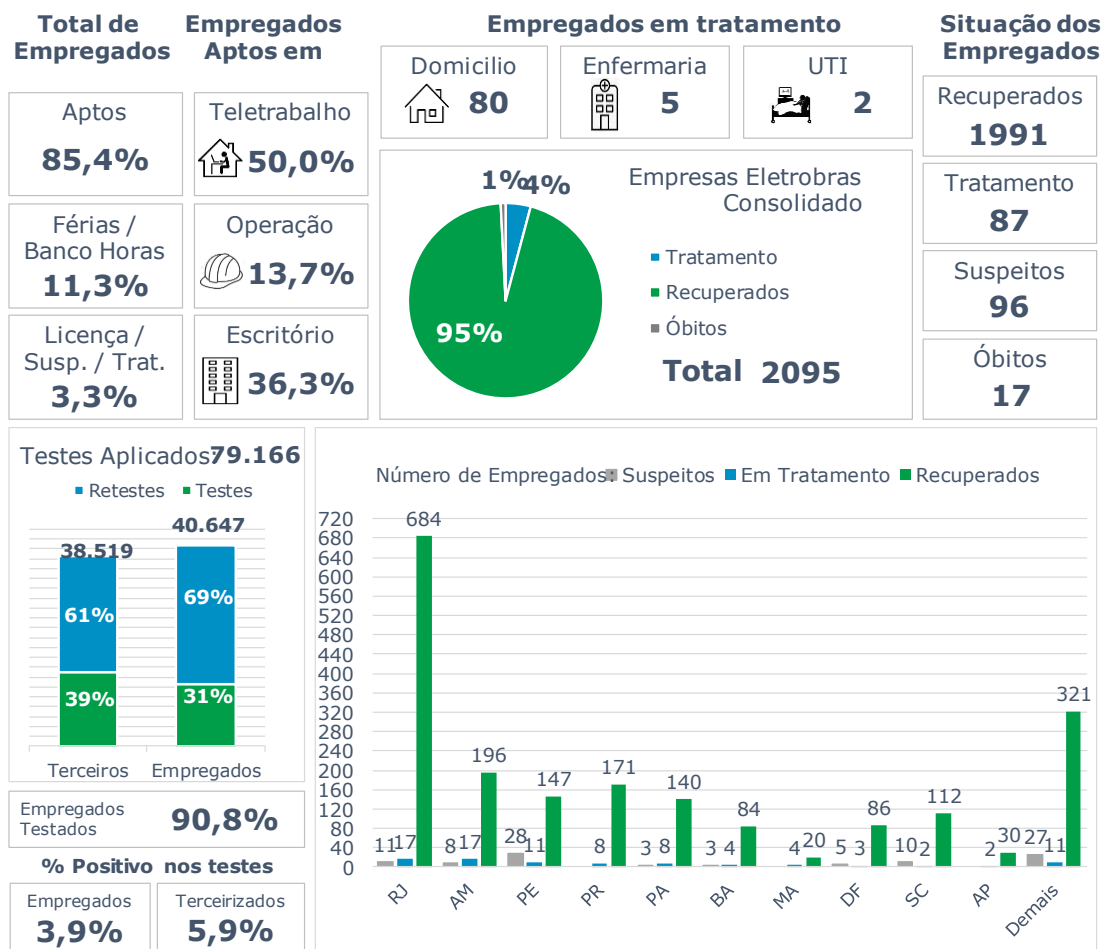 Total de
Empregados
Aptos
85,4%
Férias /
Banco Horas
11,3%
Licença /
Susp. / Trat.
3,3%
Empregados
Aptos em
Teletrabalho
50,0%
Operação
13,7%
Escritório
36,3%
Empregados em tratamento
Domicilio
80
Enfermaria
5
UTI
2
Empresas Eletrobras
Consolidado
1%
4%
95%
Tratamento
Recuperados
Óbitos
Total 2095
Situação dos
Empregados
Recuperados
1991
Tratamento
87
Suspeitos
96
Óbitos
17
Testes Aplicados: 79.166
Retestes Testes
38.519
40.647
61%
69%
39%
31%
Terceiros Empregados
Empregados
Testados
90,8%
% Positivo nos testes
Empregados
3,9%
Terceirizados
5,9%
Número de Empregados: Suspeitos Em Tratamento Recuperados
720
680
640
600
560
520
480
440
400
360
320
280
240
200
160
120
80
40
0
11 17 684
8 17 196
28 11 147
8 171
3 8 140
3 4 84
4 20
5 3 86
10 2 112
2 30
27 11 321
RJ AM PE PR PA BA MA DF SC AP Demais